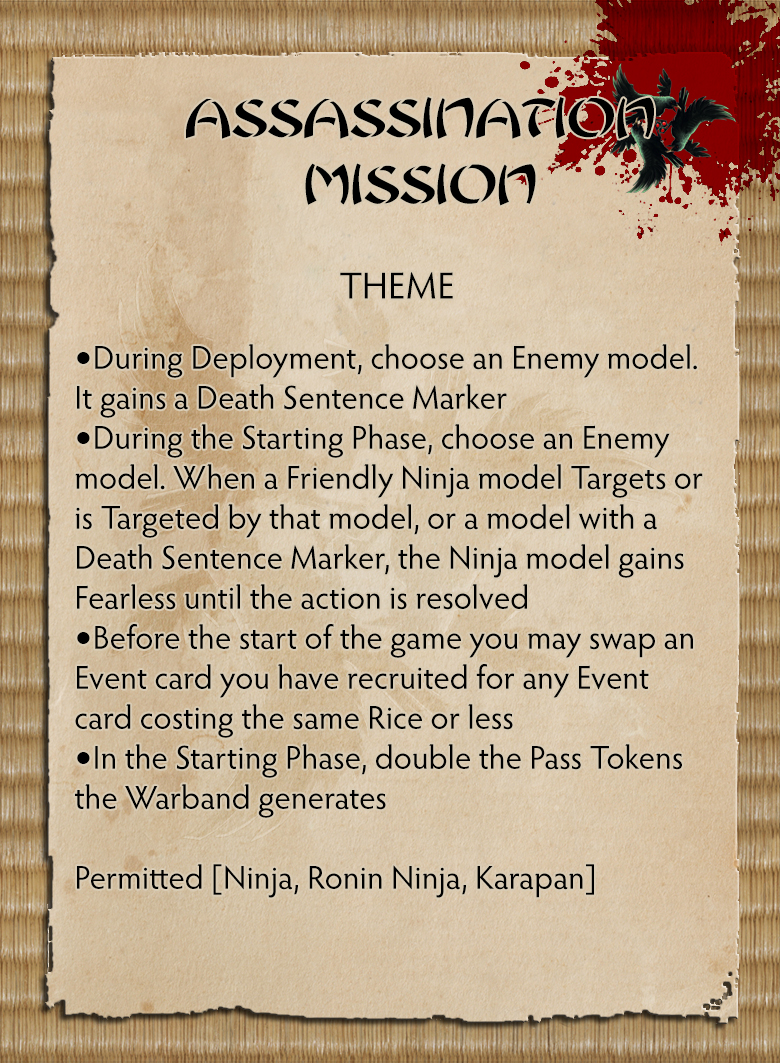 ASSASSINATION
MISSION
THEME
•During Deployment, choose an Enemy model.
It gains a Death Sentence Marker
•During the Starting Phase, choose an Enemy
model. When a Friendly Ninja model Targets or
is Targeted by that model, or a model with a
Death Sentence Marker, the Ninja model gains
Fearless until the action is resolved
•Before the start of the game you may swap an
Event card you have recruited for any Event
card costing the same Rice or less
•In the Starting Phase, double the Pass Tokens
the Warband generates
Permitted [Ninja, Ronin Ninja, Karapan]